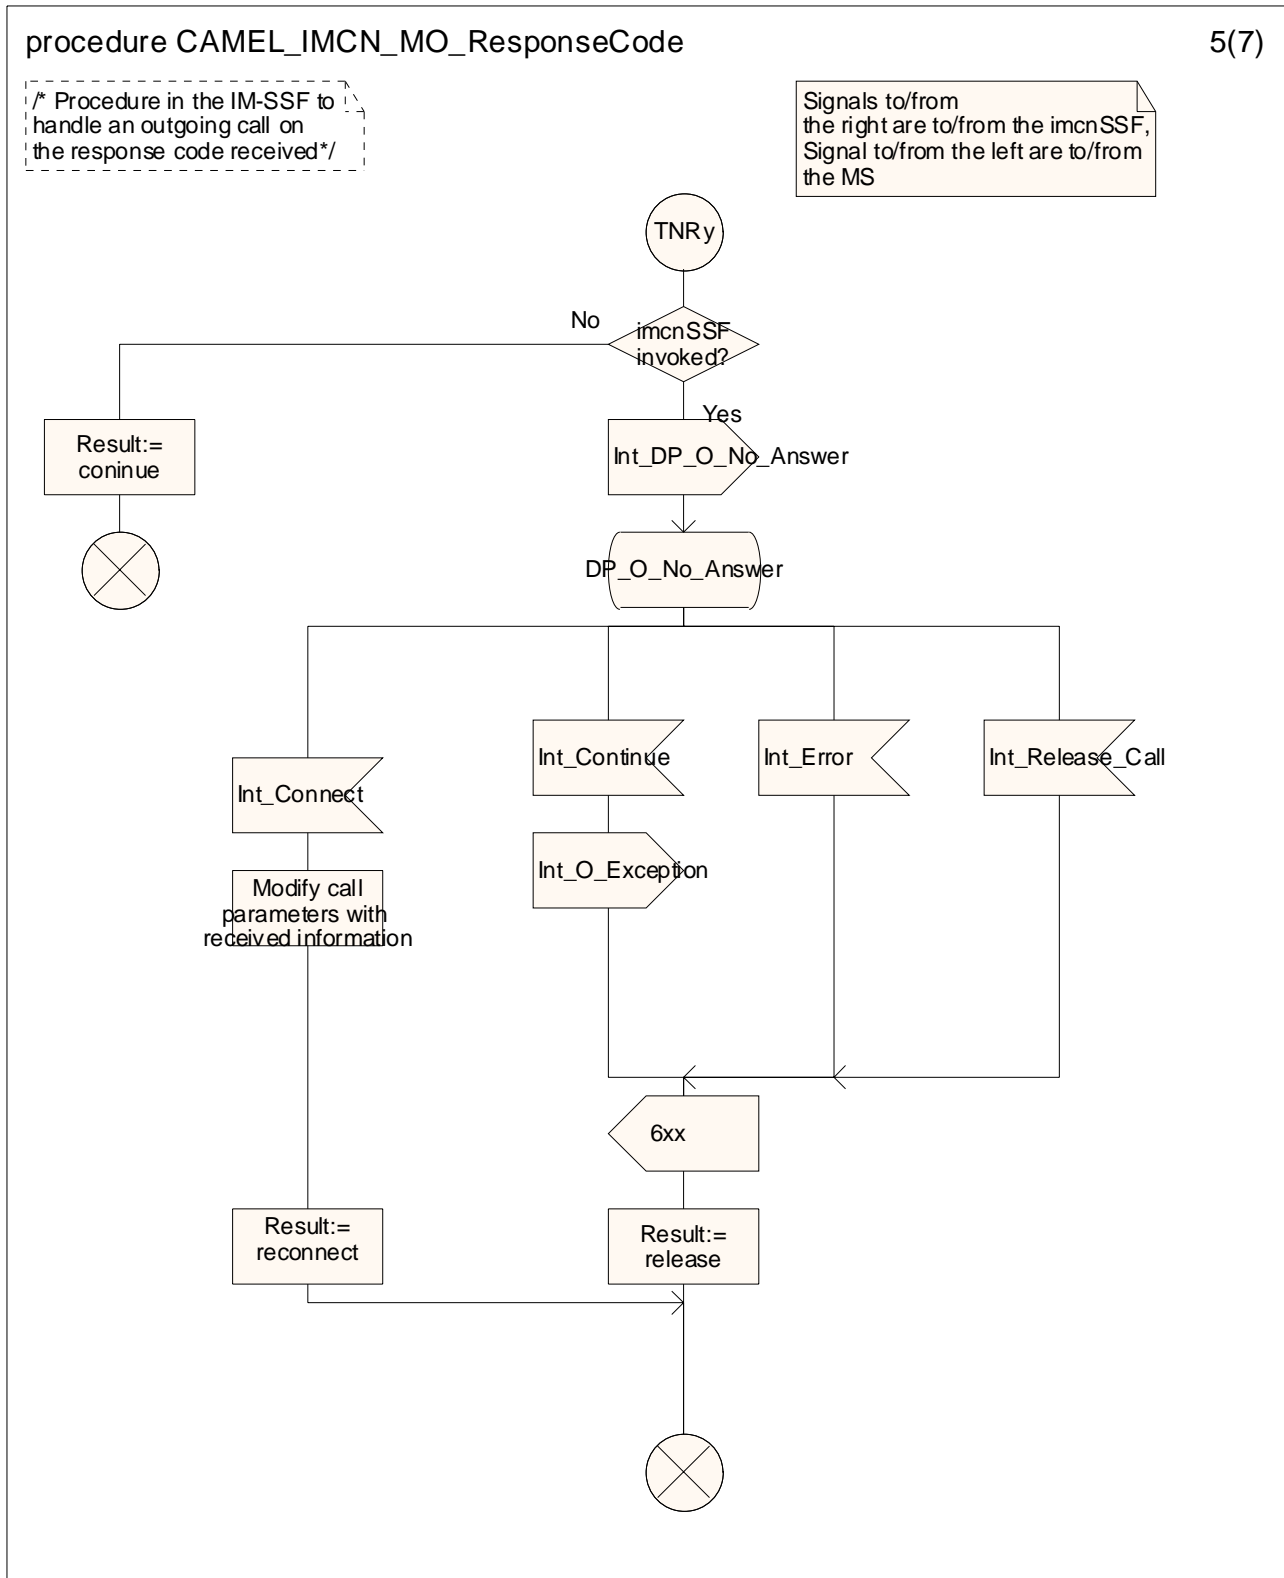 procedure CAMEL_IMCN_MO_ResponseCode
5(7)
/* Procedure in the IM-SSF to
handle an outgoing call on
the response code received*/
Signals to/from
the right are to/from the imcnSSF,
Signal to/from the left are to/from
the MS
TNRy
No
imcnSSF
invoked?
Yes
Result:=
coninue
Int_DP_O_No_Answer
DP_O_No_Answer
Int_Continue
Int_Error
Int_Release_Call
Int_Connect
Int_O_Exception
Modify call
parameters with
received information
6xx
Result:=
reconnect
Result:=
release